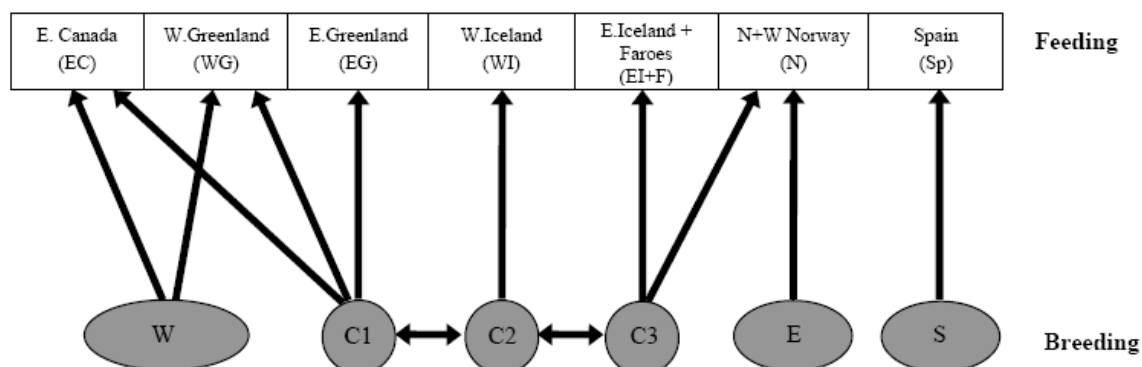 E. Canada
(EC)
W.Greenland
(WG)
E.Greenland
(EG)
W.Iceland
(WI)
E.Iceland +
Faroes
(EI+F)
N+W Norway
(N)
Spain
(Sp)
Feeding
W
C1
C2
C3
E
S
Breeding